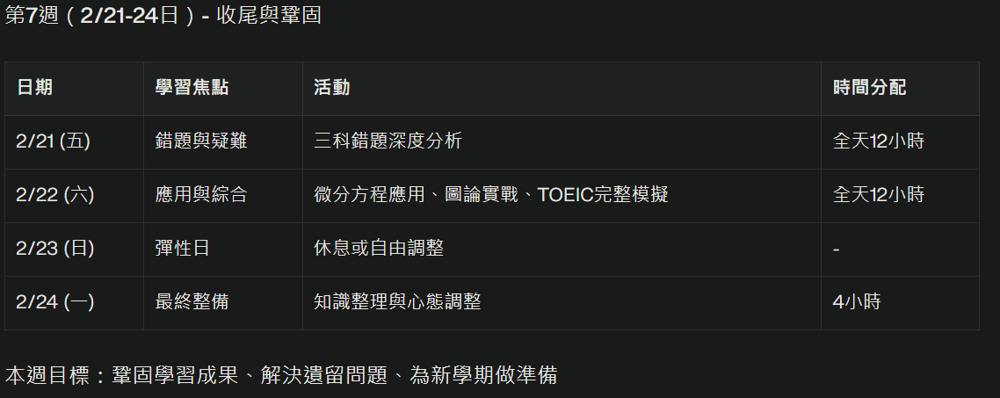 第7週（2/21-24日）- 收尾與鞏固
日期 學習焦點 活動 時間分配
2/21 (五) 錯題與疑難 三科錯題深度分析 全天12小時
2/22 (六) 應用與綜合 微分方程應用、圖論實戰、TOEIC完整模擬 全天12小時
2/23 (日) 彈性日 休息或自由調整 -
2/24 (一) 最終整備 知識整理與心態調整 4小時
本週目標：鞏固學習成果、解決遺留問題、為新學期做準備